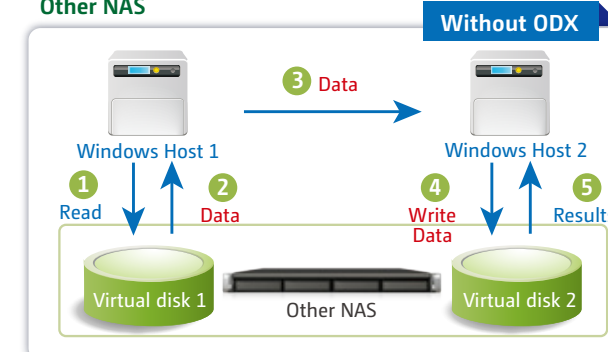 Other NAS
Without ODX
3 Data
Windows Host 1
Windows Host 2
1
Read
2
Data
4
Write
Data
5
Result
Virtual disk 1
Other NAS
Virtual disk 2